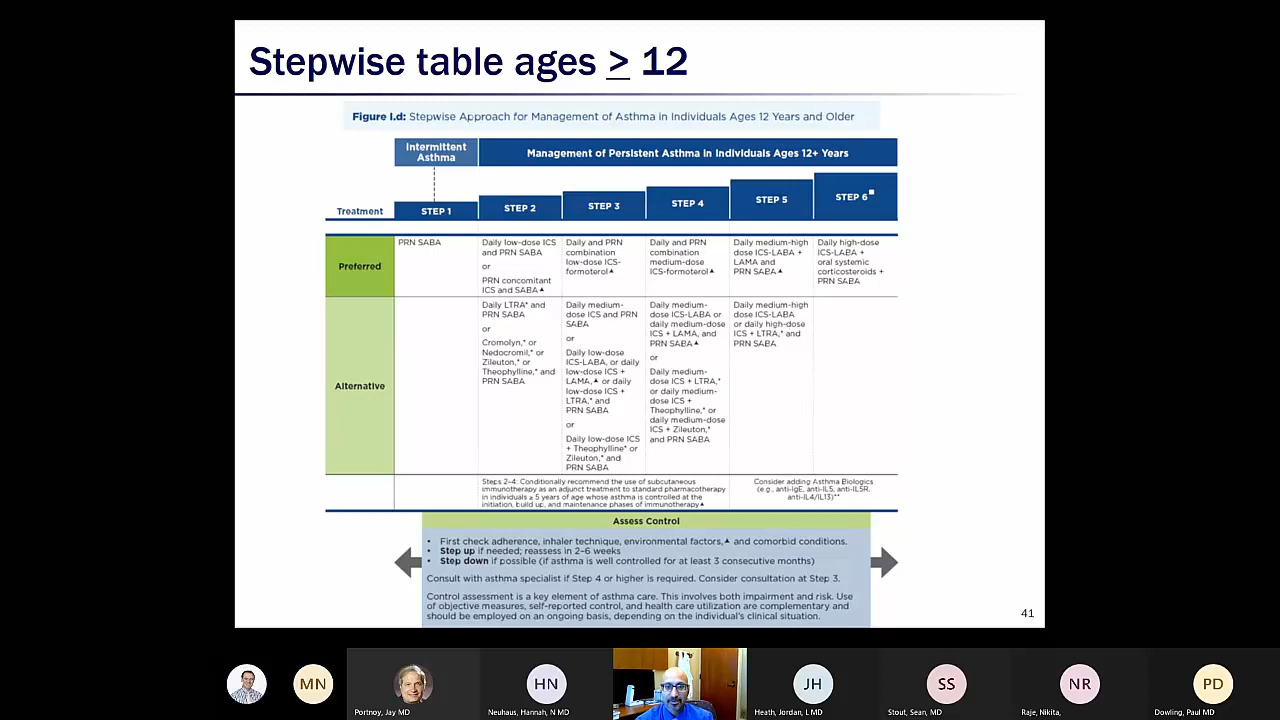 Stepwise table ages ≥ 12
Figure I.d: Stepwise Approach for Management of Asthma in Individuals Ages 12 Years and Older
Intermittent
Asthma
Management of Persistent Asthma in Individuals Ages 12+ Years
Treatment
STEP 1
STEP 2
STEP 3
STEP 4
STEP 5
STEP 6■
Preferred
PRN SABA
Daily low-dose ICS
and PRN SABA
or
PRN concomitant
ICS and SABA▲
Daily and PRN
combination
low-dose ICS-
formoterol▲
Daily and PRN
combination
medium-dose
ICS-formoterol▲
Daily medium-high
dose ICS-LABA +
LAMA and
PRN SABA▲
Daily high-dose
ICS-LABA +
oral systemic
corticosteroids +
PRN SABA
Alternative
Daily LTRA* and
PRN SABA
or
Cromolyn,* or
Nedocromil,* or
Zileuton,* or
Theophylline,* and
PRN SABA
Daily medium-
dose ICS and PRN
SABA
or
Daily low-dose
ICS-LABA, or daily
low-dose ICS +
LAMA,▲ or daily
low-dose ICS +
LTRA,* and
PRN SABA
or
Daily low-dose ICS
+ Theophylline* or
Zileuton,* and
PRN SABA
Daily medium-
dose ICS-LABA or
daily medium-dose
ICS + LAMA, and
PRN SABA▲
or
Daily medium-
dose ICS + LTRA,*
or daily medium-
dose ICS +
Theophylline,* or
daily medium-dose
ICS + Zileuton,*
and PRN SABA
Daily medium-high
dose ICS-LABA
or daily high-dose
ICS + LTRA,* and
PRN SABA
Steps 2–4: Conditionally recommend the use of subcutaneous
immunotherapy as an adjunct treatment to standard pharmacotherapy
in individuals ≥ 5 years of age whose asthma is controlled at the
initiation, build up, and maintenance phases of immunotherapy▲
Consider adding Asthma Biologics
(e.g., anti-IgE, anti-IL5, anti-IL5R,
anti-IL4/IL13)**
Assess Control
• First check adherence, inhaler technique, environmental factors,▲ and comorbid conditions.
• Step up if needed; reassess in 2–6 weeks
• Step down if possible (if asthma is well controlled for at least 3 consecutive months)
Consult with asthma specialist if Step 4 or higher is required. Consider consultation at Step 3.
Control assessment is a key element of asthma care. This involves both impairment and risk. Use
of objective measures, self-reported control, and health care utilization are complementary and
should be employed on an ongoing basis, depending on the individual's clinical situation.
41
MN
HN
JH
SS
NR
PD
Portnoy, Jay MD
Neuhaus, Hannah, N MD
Heath, Jordan, L MD
Stout, Sean, MD
Raje, Nikita,
Dowling, Paul MD